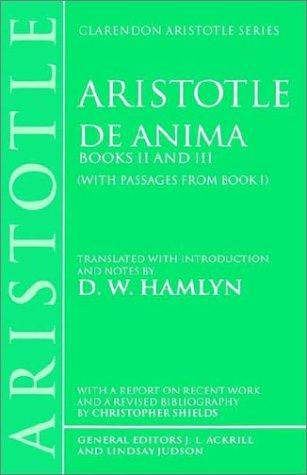 ARISTOTLE
CLARENDON ARISTOTLE SERIES
ARISTOTLE
DE ANIMA
BOOKS II AND III
(WITH PASSAGES FROM BOOK I)
TRANSLATED WITH INTRODUCTION
AND NOTES BY
D. W. HAMLYN
WITH A REPORT ON RECENT WORK
AND A REVISED BIBLIOGRAPHY
BY CHRISTOPHER SHIELDS
GENERAL EDITORS J. L. ACKRILL
AND LINDSAY JUDSON